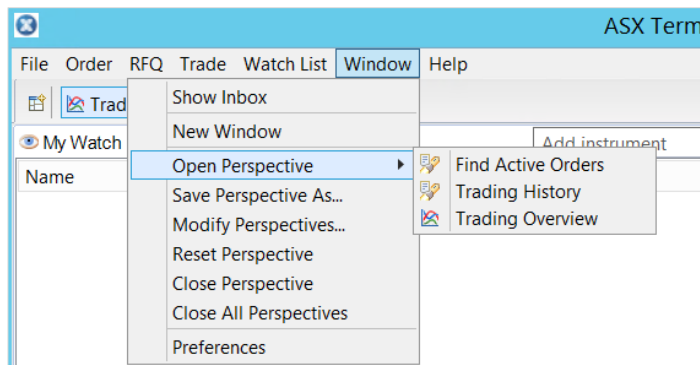 ASX Term
File Order RFQ Trade Watch List Window Help
Trad
Show Inbox
New Window
My Watch
Add instrument
Name
Open Perspective
Find Active Orders
Save Perspective As...
Trading History
Modify Perspectives...
Trading Overview
Reset Perspective
Close Perspective
Close All Perspectives
Preferences